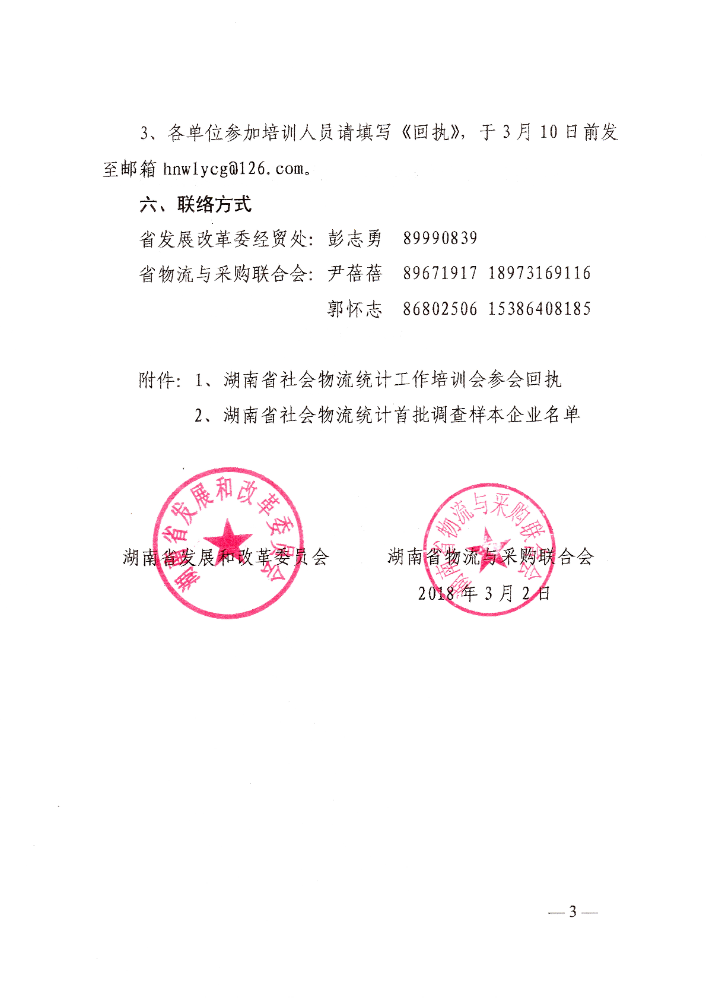 3、各单位参加培训人员请填写《回执》，于 3 月 10 日前发
至邮箱 hnwlycg@126.com。
六、联络方式
省发展改革委经贸处：彭志勇 89990839
省物流与采购联合会：尹蓓蓓 89671917 18973169116
郭怀志 86802506 15386408185
附件：1、湖南省社会物流统计工作培训会参会回执
2、湖南省社会物流统计首批调查样本企业名单
湖南省发展和改革委员会
湖南省物流与采购联合会
湖南省发展和改革委员会 湖南省物流与采购联合会
2018 年 3 月 2 日
— 3 —